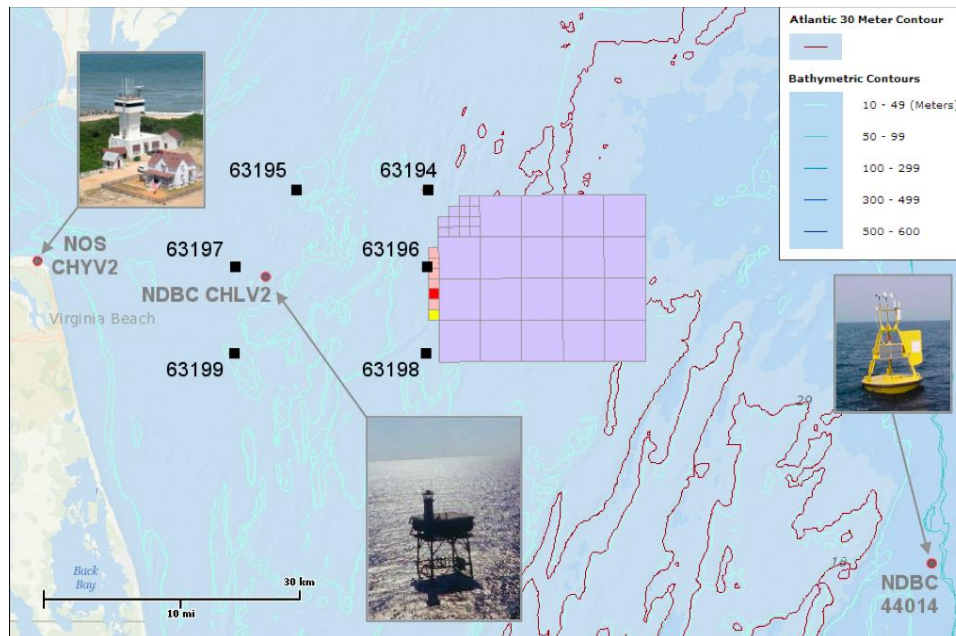 Atlantic 30 Meter Contour
Bathymetric Contours
10 - 49 (Meters)
50 - 99
100 - 299
300 - 499
500 - 600
63195
63194
NOS
CHYV2
63197
63196
NDBC CHLV2
Virginia Beach
63199
63198
20
18
Back
Bay
30 km
10 mi
NDBC
44014